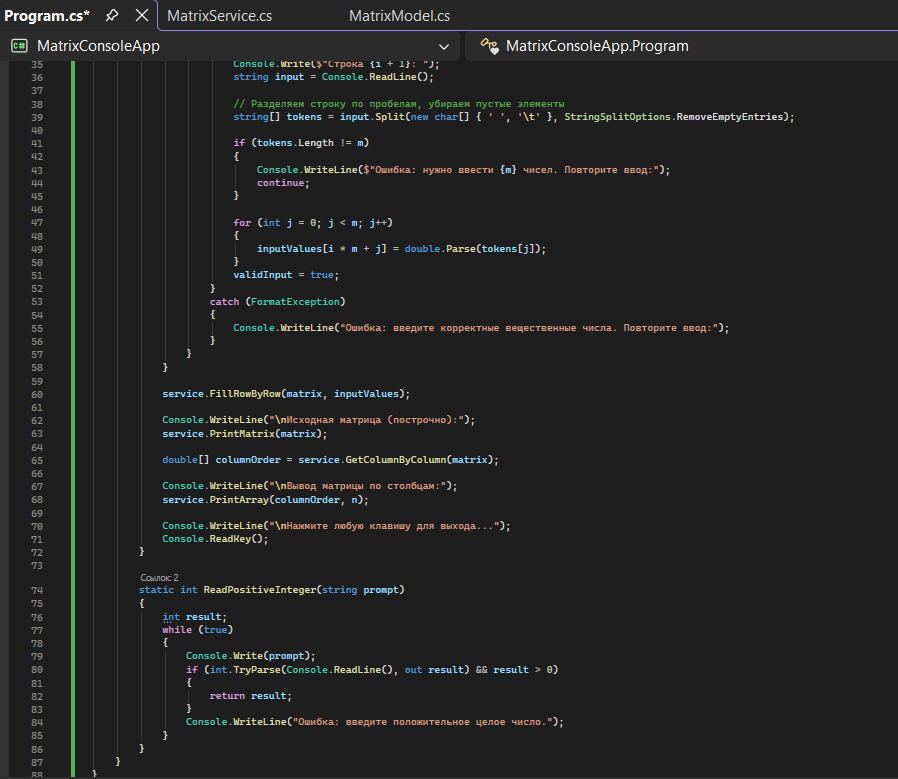 Program.cs* MatrixService.cs MatrixModel.cs
C# MatrixConsoleApp MatrixConsoleApp.Program
35 Console.Write($"Строка {i + 1}: ");
36 string input = Console.ReadLine();
37
38 // Разделяем строку по пробелам, убираем пустые элементы
39 string[] tokens = input.Split(new char[] { ' ', '\t' }, StringSplitOptions.RemoveEmptyEntries);
40
41 if (tokens.Length != m)
42 {
43 Console.WriteLine($"Ошибка: нужно ввести {m} чисел. Повторите ввод:");
44 continue;
45 }
46
47 for (int j = 0; j < m; j++)
48 {
49 inputValues[i * m + j] = double.Parse(tokens[j]);
50 }
51 validInput = true;
52 }
53 catch (FormatException)
54 {
55 Console.WriteLine("Ошибка: введите корректные вещественные числа. Повторите ввод:");
56 }
57 }
58 }
59
60 service.FillRowByRow(matrix, inputValues);
61
62 Console.WriteLine("\nИсходная матрица (построчно):");
63 service.PrintMatrix(matrix);
64
65 double[] columnOrder = service.GetColumnByColumn(matrix);
66
67 Console.WriteLine("\nВывод матрицы по столбцам:");
68 service.PrintArray(columnOrder, n);
69
70 Console.WriteLine("\nНажмите любую клавишу для выхода...");
71 Console.ReadKey();
72 }
73
Ссылок: 2
74 static int ReadPositiveInteger(string prompt)
75 {
76 int result;
77 while (true)
78 {
79 Console.Write(prompt);
80 if (int.TryParse(Console.ReadLine(), out result) && result > 0)
81 {
82 return result;
83 }
84 Console.WriteLine("Ошибка: введите положительное целое число.");
85 }
86 }
87 }
88 }